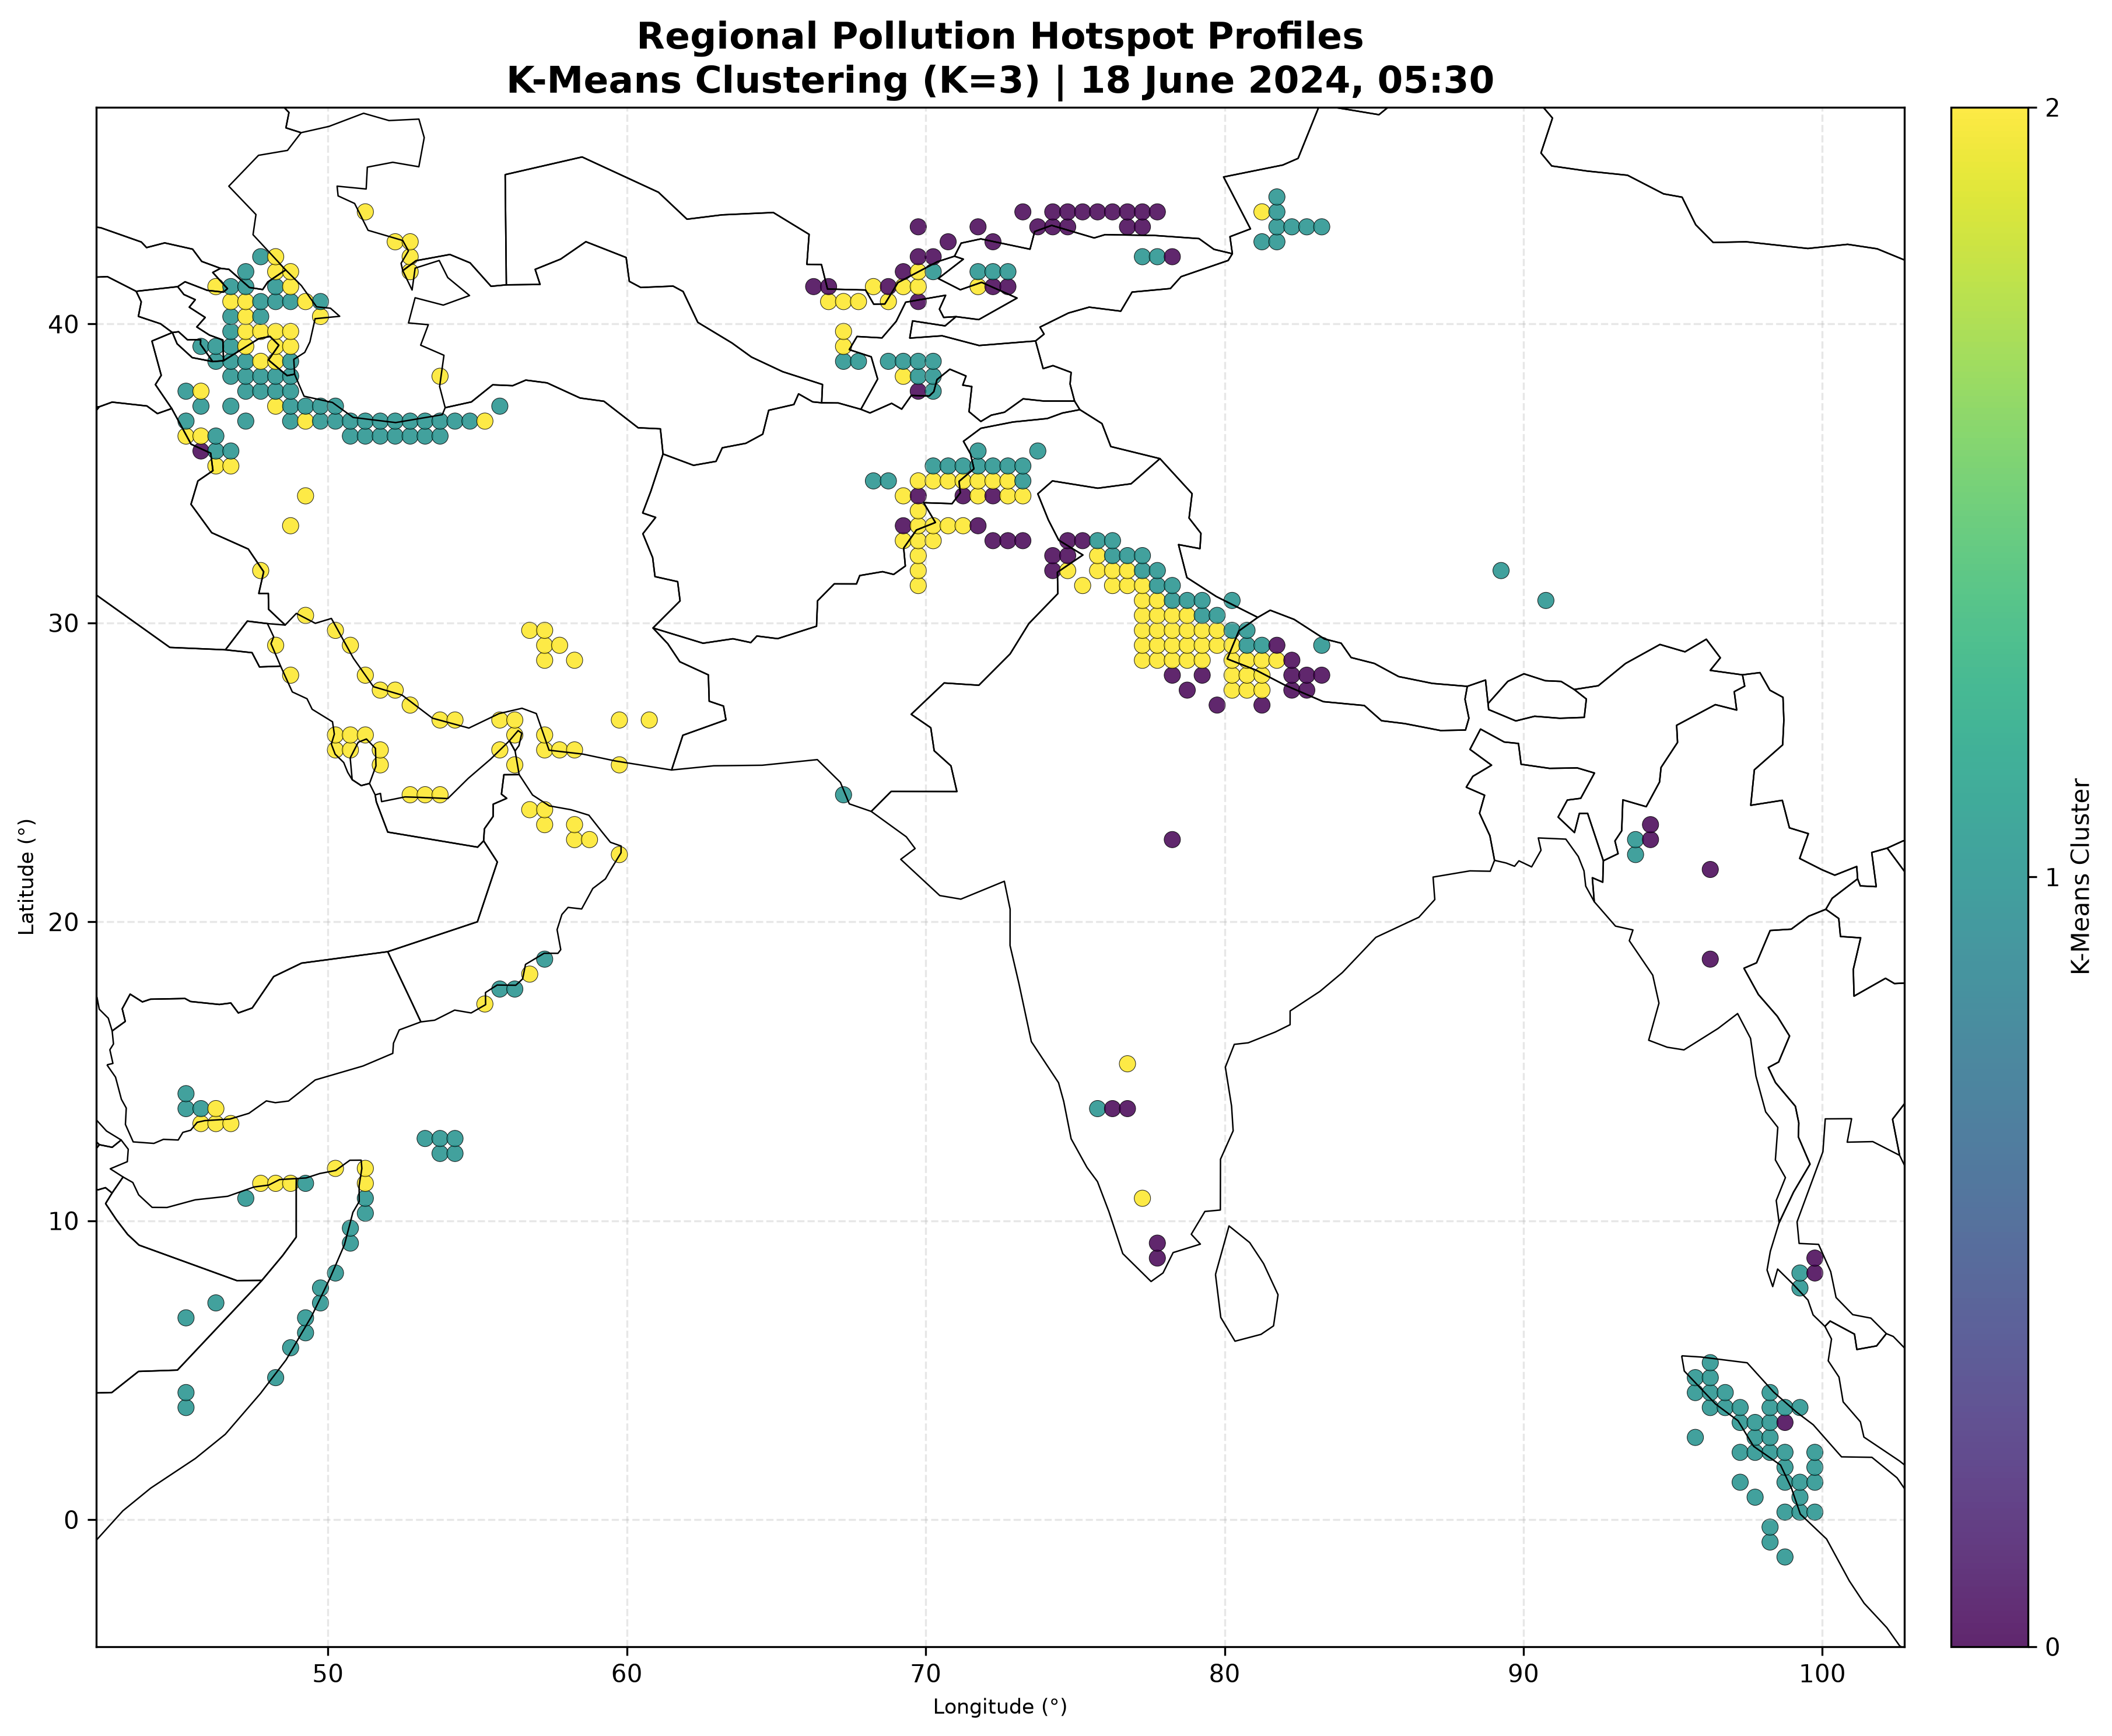 Regional Pollution Hotspot Profiles
K-Means Clustering (K=3) | 18 June 2024, 05:30
40
30
20
10
0
Latitude (°)
50
60
70
80
90
100
Longitude (°)
2
1
0
K-Means Cluster